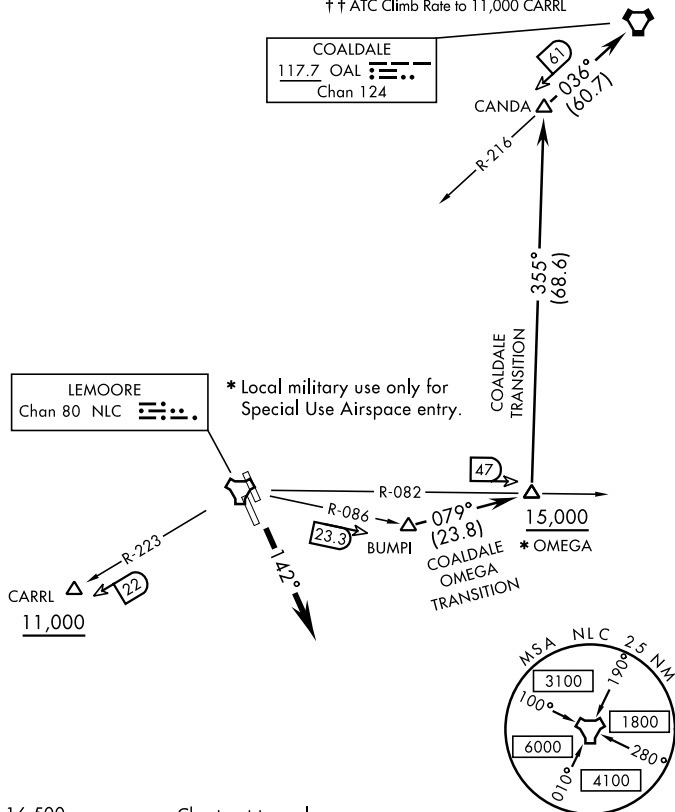 †† ATC Climb Rate to 11,000 CARRL
COALDALE
117.7 OAL
Chan 124
61
036°
(60.7)
CANDA
R-216
355°
(68.6)
COALDALE
TRANSITION
LEMOORE
Chan 80 NLC
* Local military use only for
Special Use Airspace entry.
47
R-082
R-086
23.3
BUMPI
079°
(23.8)
COALDALE
OMEGA
TRANSITION
15,000
* OMEGA
R-223
22
CARRL
11,000
142°
MSA NLC 25 NM
3100
190°
100°
1800
6000
280°
010°
4100